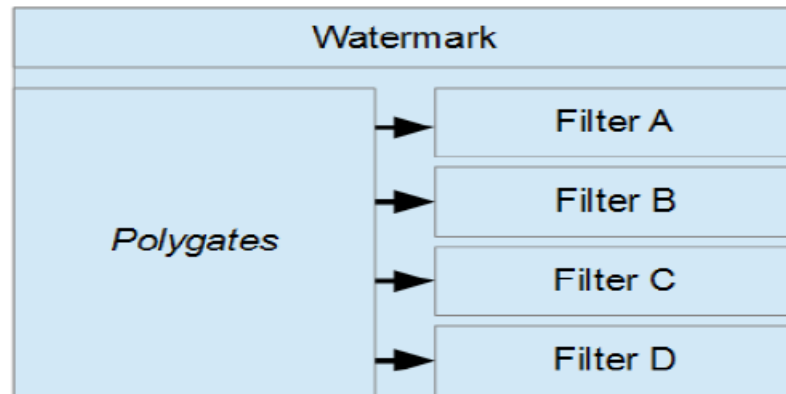 Watermark
Polygates
Filter A
Filter B
Filter C
Filter D